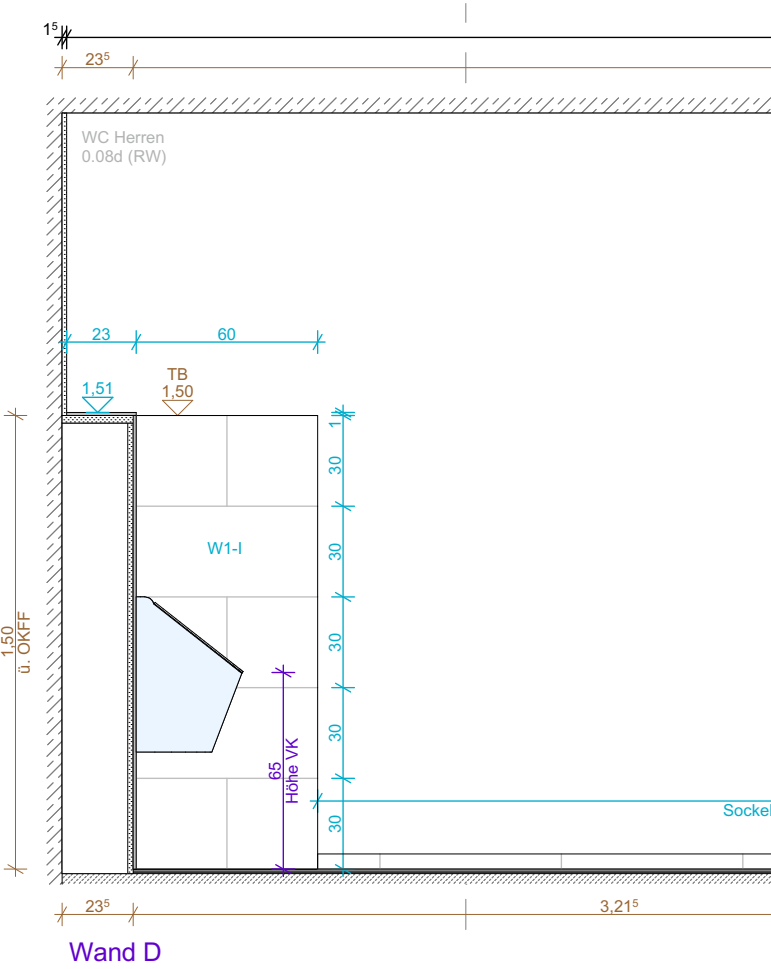 1⁵
23⁵
WC Herren
0.08d (RW)
23
60
1,51
TB
1,50
1
30
30
W1-I
30
30
30
1,50
ü. OKFF
65
Höhe VK
Sockel
23⁵
3,21⁵
Wand D